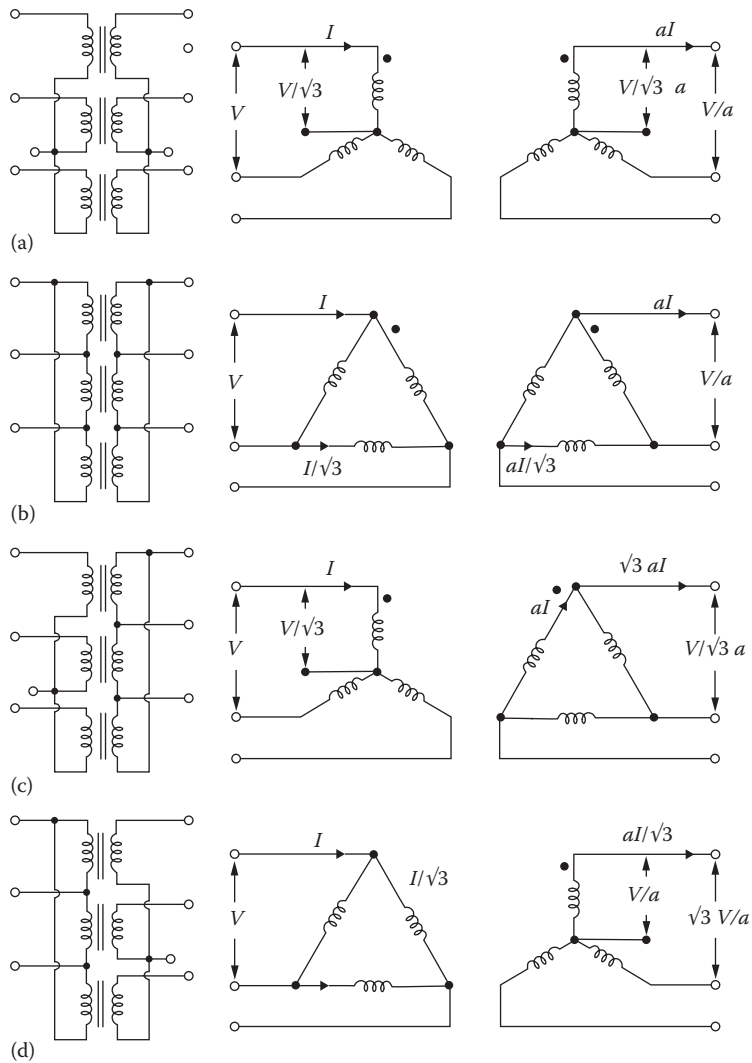 I
aI
V
V/√3
V/√3 a
V/a
(a)
I
aI
V
V/a
I/√3
aI/√3
(b)
I
√3 aI
V
V/√3
aI
V/√3 a
(c)
I
aI/√3
V
I/√3
V/a
√3 V/a
(d)